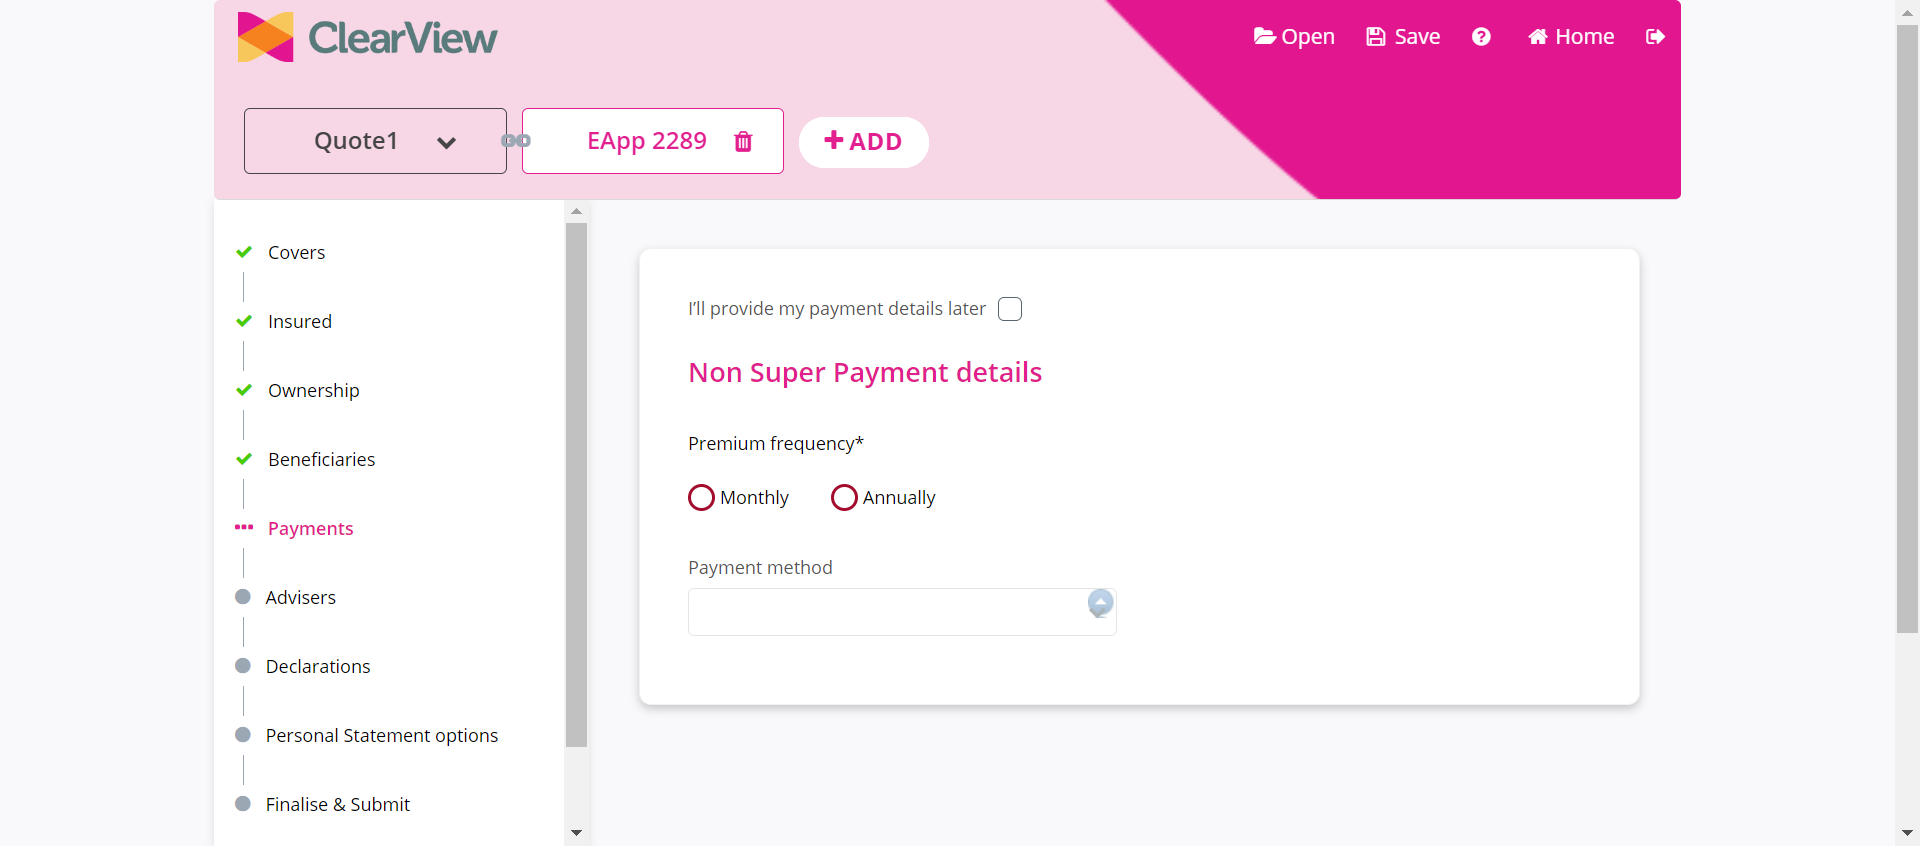 ClearView
Open
Save
Home
Quote1
EApp 2289
ADD
Covers
Insured
Ownership
Beneficiaries
Payments
Advisers
Declarations
Personal Statement options
Finalise & Submit
I'll provide my payment details later
Non Super Payment details
Premium frequency*
Monthly
Annually
Payment method